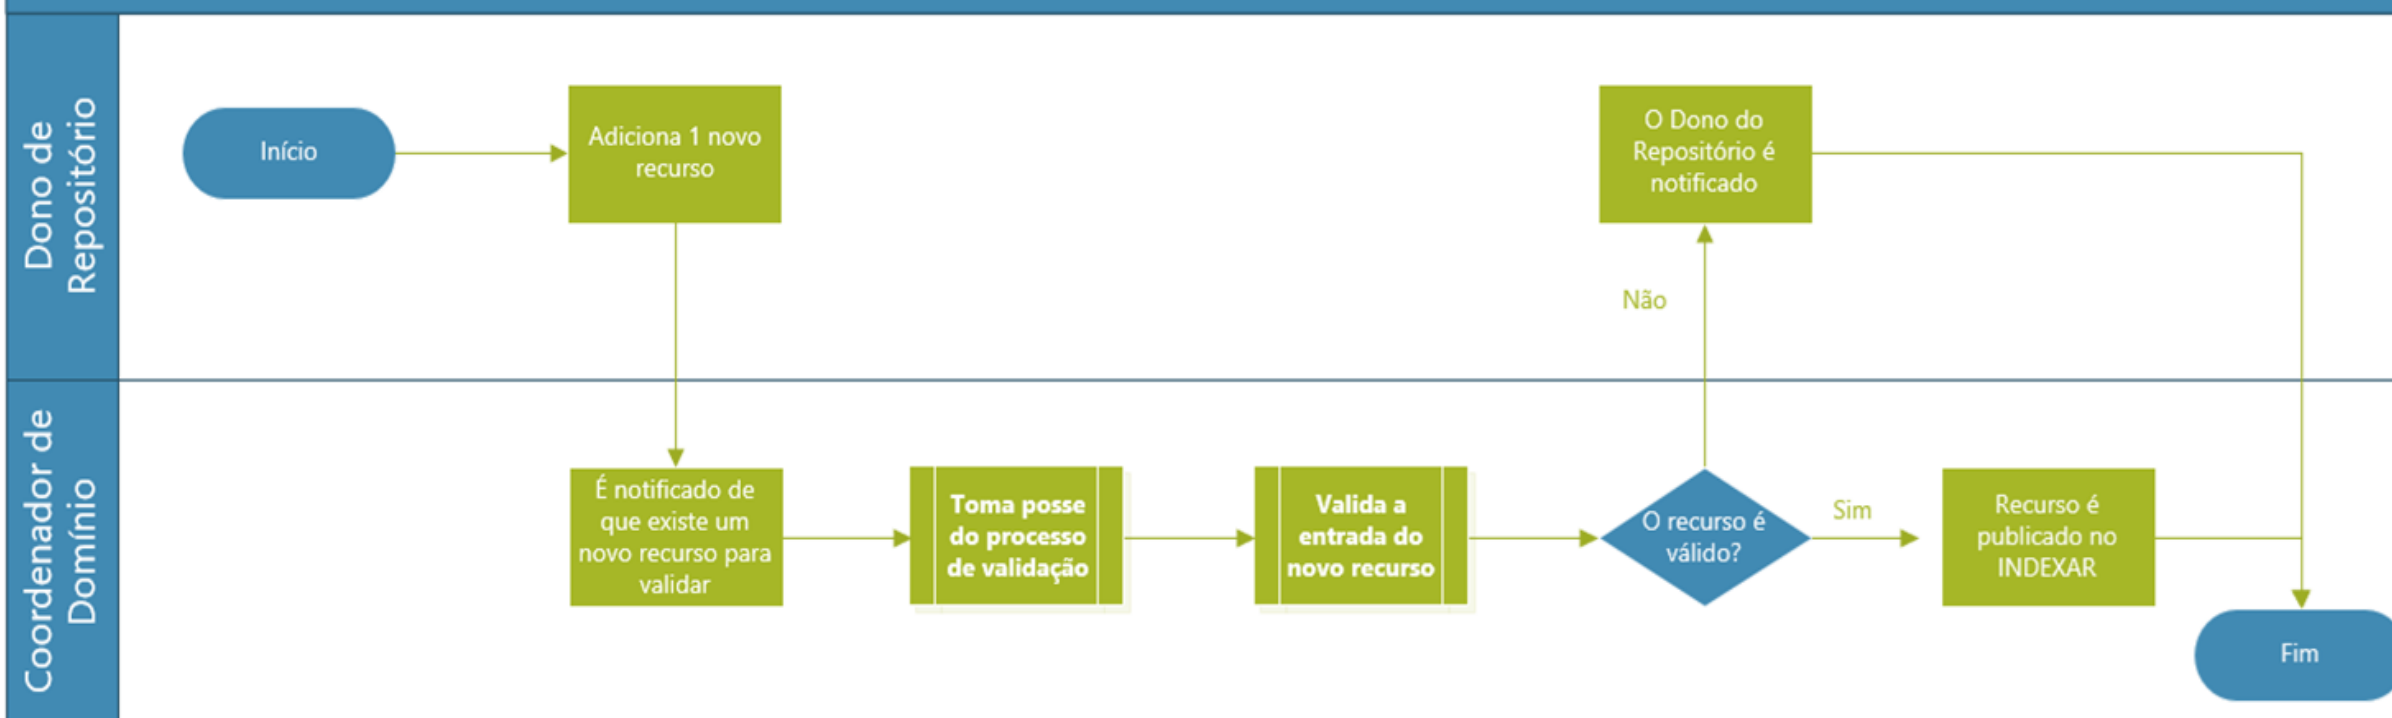 Dono de
Repositório
Início
Adiciona 1 novo
recurso
O Dono do
Repositório é
notificado
Não
Coordenador de
Domínio
É notificado de
que existe um
novo recurso para
validar
Toma posse
do processo
de validação
Valida a
entrada do
novo recurso
O recurso é
válido?
Sim
Recurso é
publicado no
INDEXAR
Fim